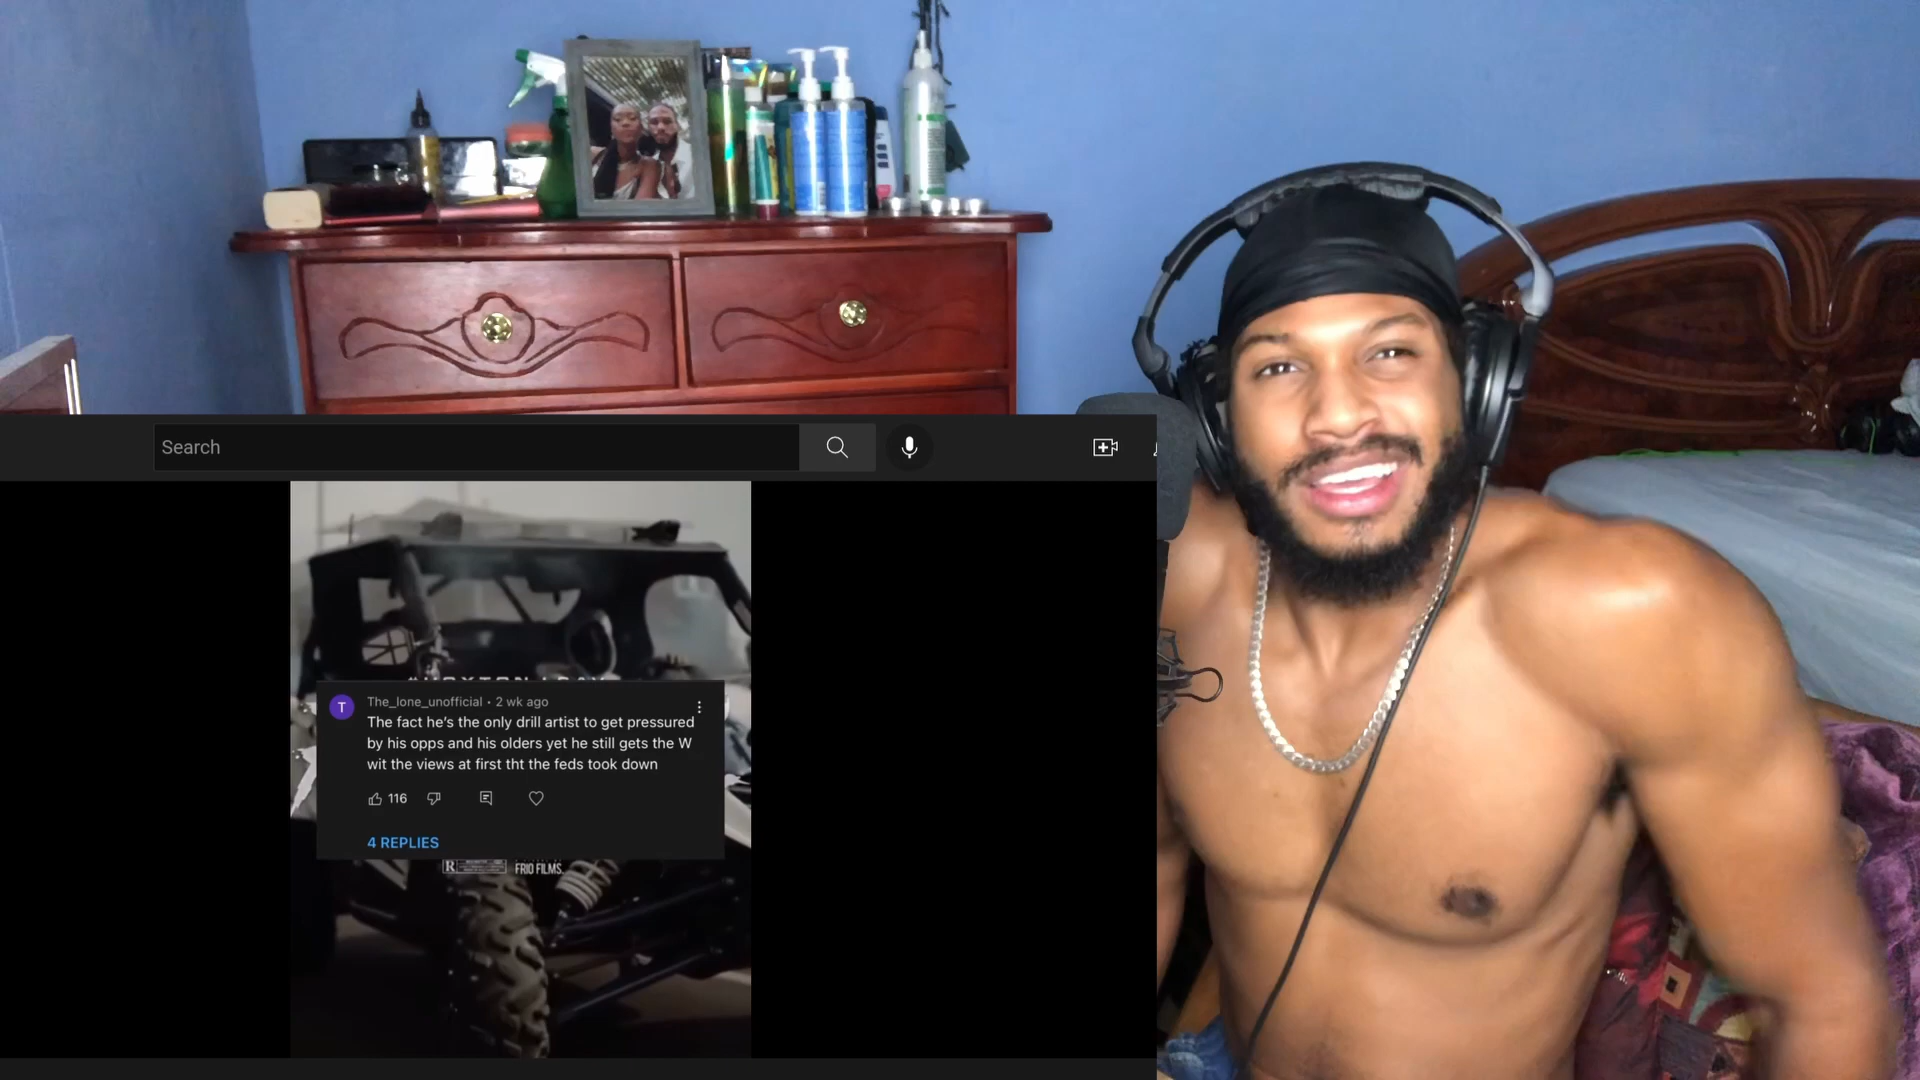 Search
T
The_lone_unofficial • 2 wk ago
The fact he's the only drill artist to get pressured
by his opps and his olders yet he still gets the W
wit the views at first tht the feds took down
116
4 REPLIES
R
FRIO FILMS.